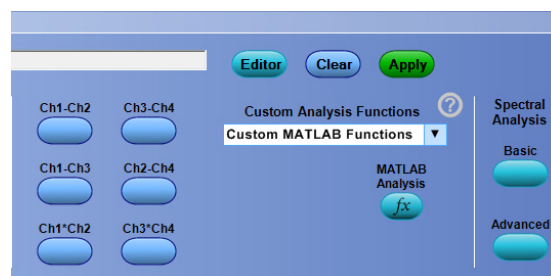 Editor Clear Apply
Ch1-Ch2 Ch3-Ch4 Custom Analysis Functions ? Spectral
Analysis
Custom MATLAB Functions
Basic
Ch1-Ch3 Ch2-Ch4 MATLAB
Analysis
fx
Ch1*Ch2 Ch3*Ch4 Advanced